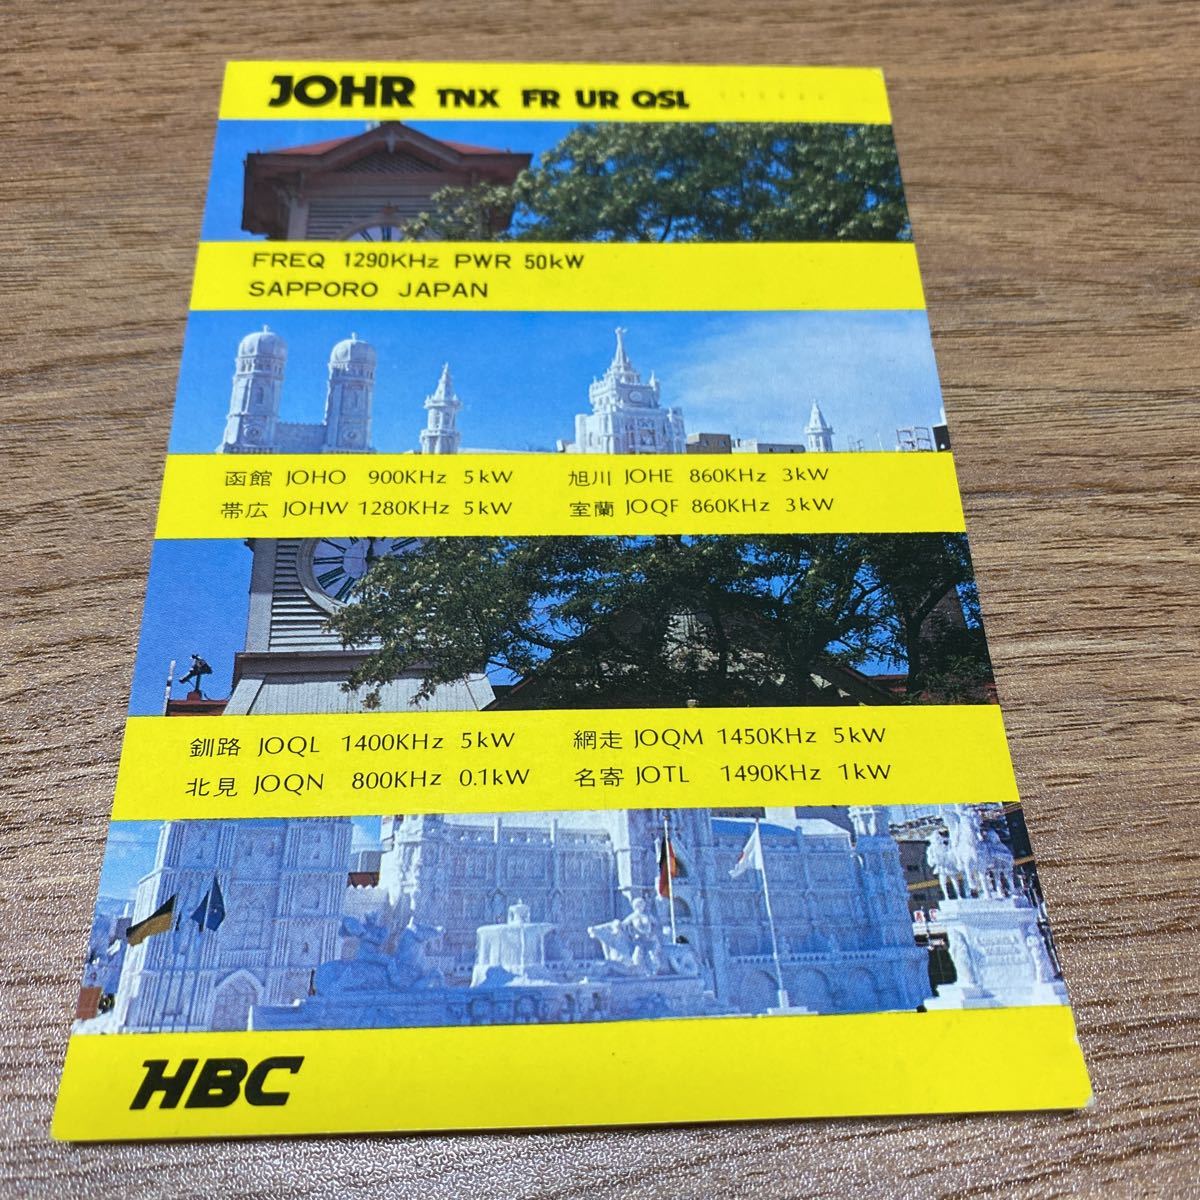 JOHR TNX FR UR QSL
FREQ 1290KHz PWR 50kW
SAPPORO JAPAN
函館 JOHO 900KHz 5kW 旭川 JOHE 860KHz 3kW
帯広 JOHW 1280KHz 5kW 室蘭 JOQF 860KHz 3kW
釧路 JOQL 1400KHz 5kW 網走 JOQM 1450KHz 5kW
北見 JOQN 800KHz 0.1kW 名寄 JOTL 1490KHz 1kW
HBC